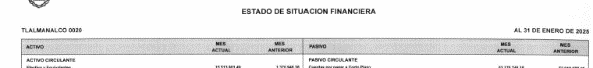 ESTADO DE SITUACION FINANCIERA
TLALMANALCO 0020 AL 31 DE ENERO DE 2025
ACTIVO MES ACTUAL MES ANTERIOR PASIVO MES ACTUAL MES ANTERIOR
ACTIVO CIRCULANTE PASIVO CIRCULANTE